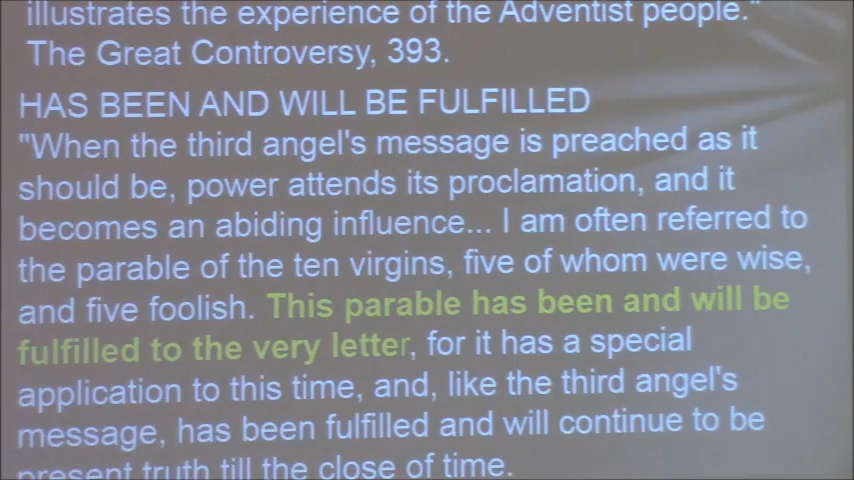 illustrates the experience of the Adventist people."
The Great Controversy, 393.
HAS BEEN AND WILL BE FULFILLED
"When the third angel's message is preached as it
should be, power attends its proclamation, and it
becomes an abiding influence... I am often referred to
the parable of the ten virgins, five of whom were wise,
and five foolish. This parable has been and will be
fulfilled to the very letter, for it has a special
application to this time, and, like the third angel's
message, has been fulfilled and will continue to be
present truth till the close of time.